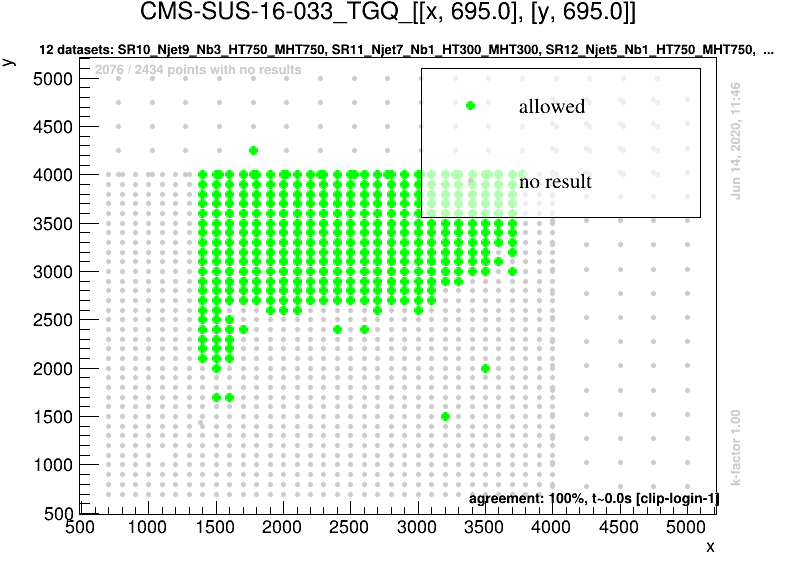 CMS-SUS-16-033_TGQ_[[x, 695.0], [y, 695.0]]
12 datasets: SR10_Njet9_Nb3_HT750_MHT750, SR11_Njet7_Nb1_HT300_MHT300, SR12_Njet5_Nb1_HT750_MHT750, ...
y
2076 / 2434 points with no results
allowed
no result
5000
4500
4000
3500
3000
2500
2000
1500
1000
500
Jun 14, 2020, 11:46
k-factor 1.00
agreement: 100%, t~0.0s [clip-login-1]
500 1000 1500 2000 2500 3000 3500 4000 4500 5000
x